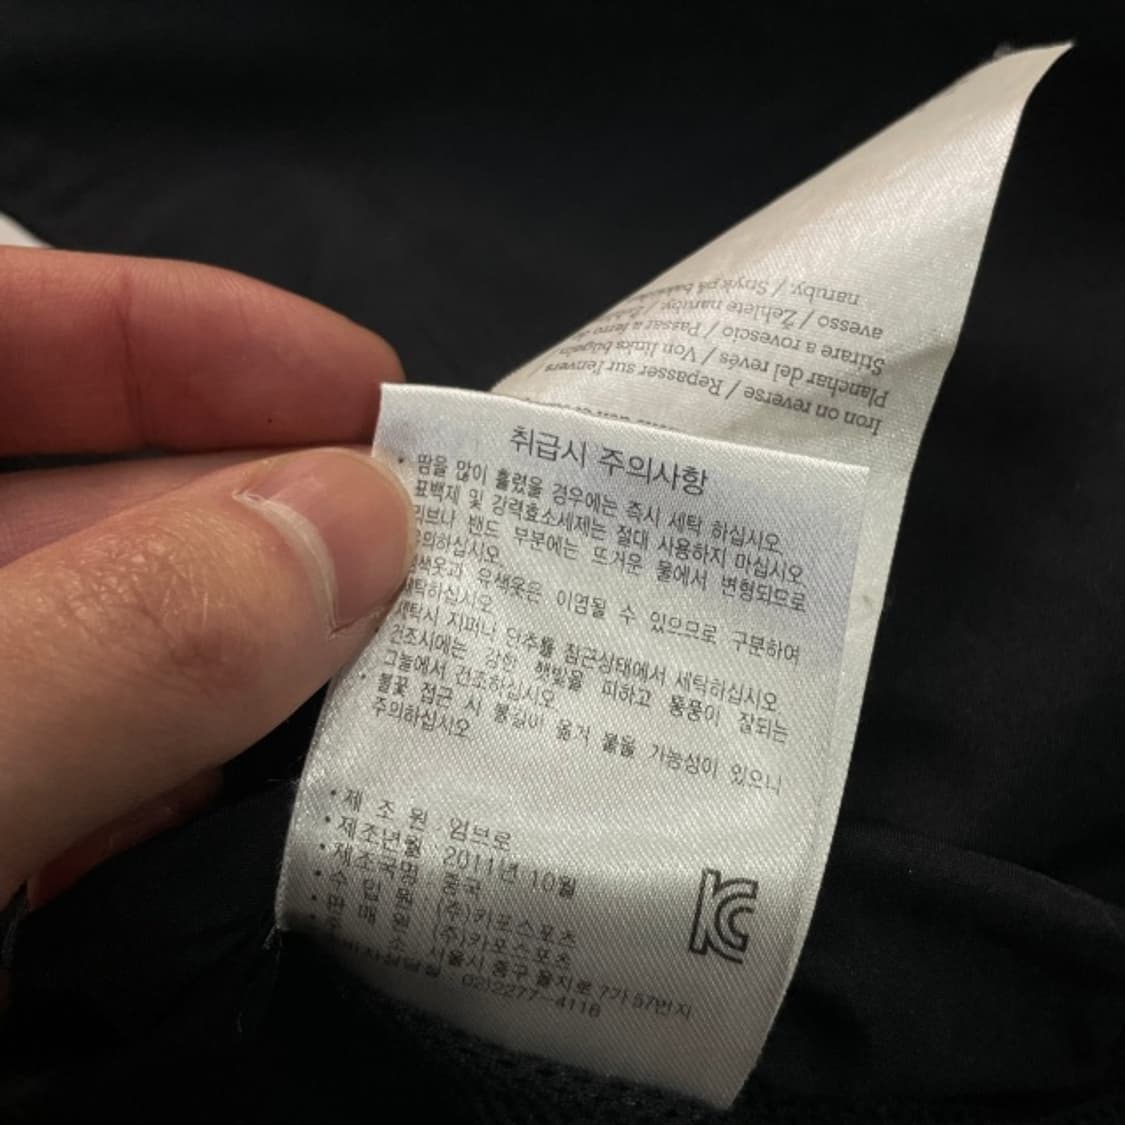 취급시 주의사항
• 땀을 많이 흘렸을 경우에는 즉시 세탁 하십시오
표백제 및 강력효소세제는 절대 사용하지 마십시오
밴드 부분에는 뜨거운 물에서 변형되므로
하십시오.
유색옷은 이염될 수 있으므로 구분하여
세탁하십시오
세탁시 지퍼나 단추를 잠근상태에서 세탁하십시오
• 건조시에는 강한 햇빛을 피하고 통풍이 잘되는
그늘에서 건조하십시오.
• 불꽃 접근 시 불길이 옮겨 붙을 가능성이 있으니
주의하십시오
• 제 조 원 : 엄브로
• 제조년월 : 2011년 10월
• 제조국명 : 중국
• 수 입 원 : (주)카포스포츠
• 판 매 원 : (주)카포스포츠
소 : 서울시 중구 을지로 7가 57번지
02)2277-4116
Iron on reverse / Repasser sur l'envers
Planchar del revés / Von links bügeln
Stirare a rovescio / Passar a ferro
avesso / Žehlete naruby.
naruby. / Stryk på